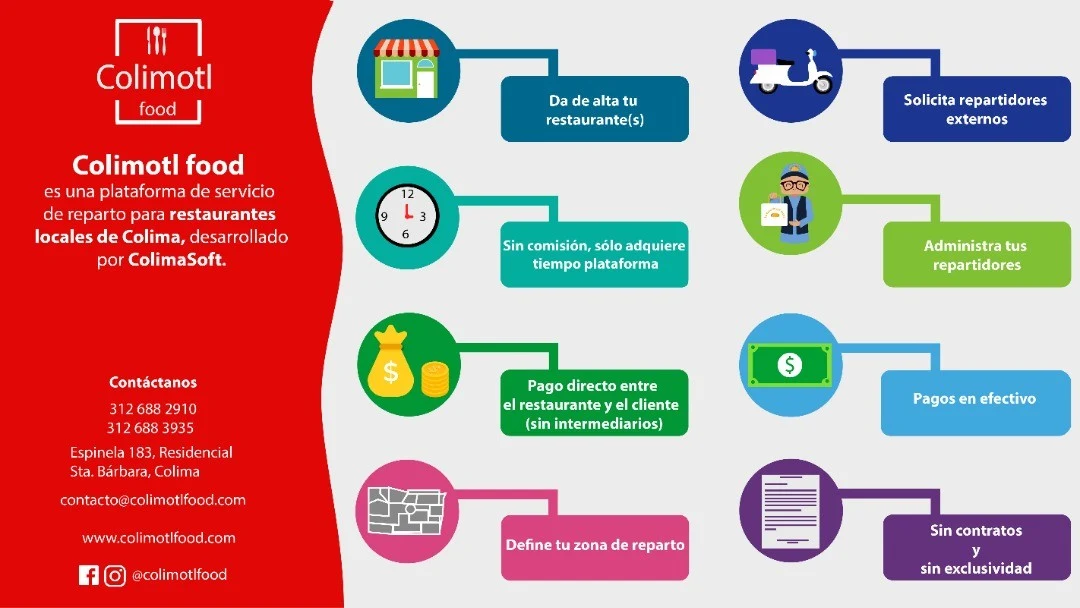 Colimotl
food
Colimotl food
es una plataforma de servicio
de reparto para restaurantes
locales de Colima, desarrollado
por ColimaSoft.
Contáctanos
312 688 2910
312 688 3935
Espinela 183, Residencial
Sta. Bárbara, Colima
contacto@colimotlfood.com
www.colimotlfood.com
@colimotlfood
Da de alta tu
restaurante(s)
12
9 3
6
Sin comisión, sólo adquiere
tiempo plataforma
$
Pago directo entre
el restaurante y el cliente
(sin intermediarios)
Define tu zona de reparto
Solicita repartidores
externos
Administra tus
repartidores
$
Pagos en efectivo
Sin contratos
y
sin exclusividad